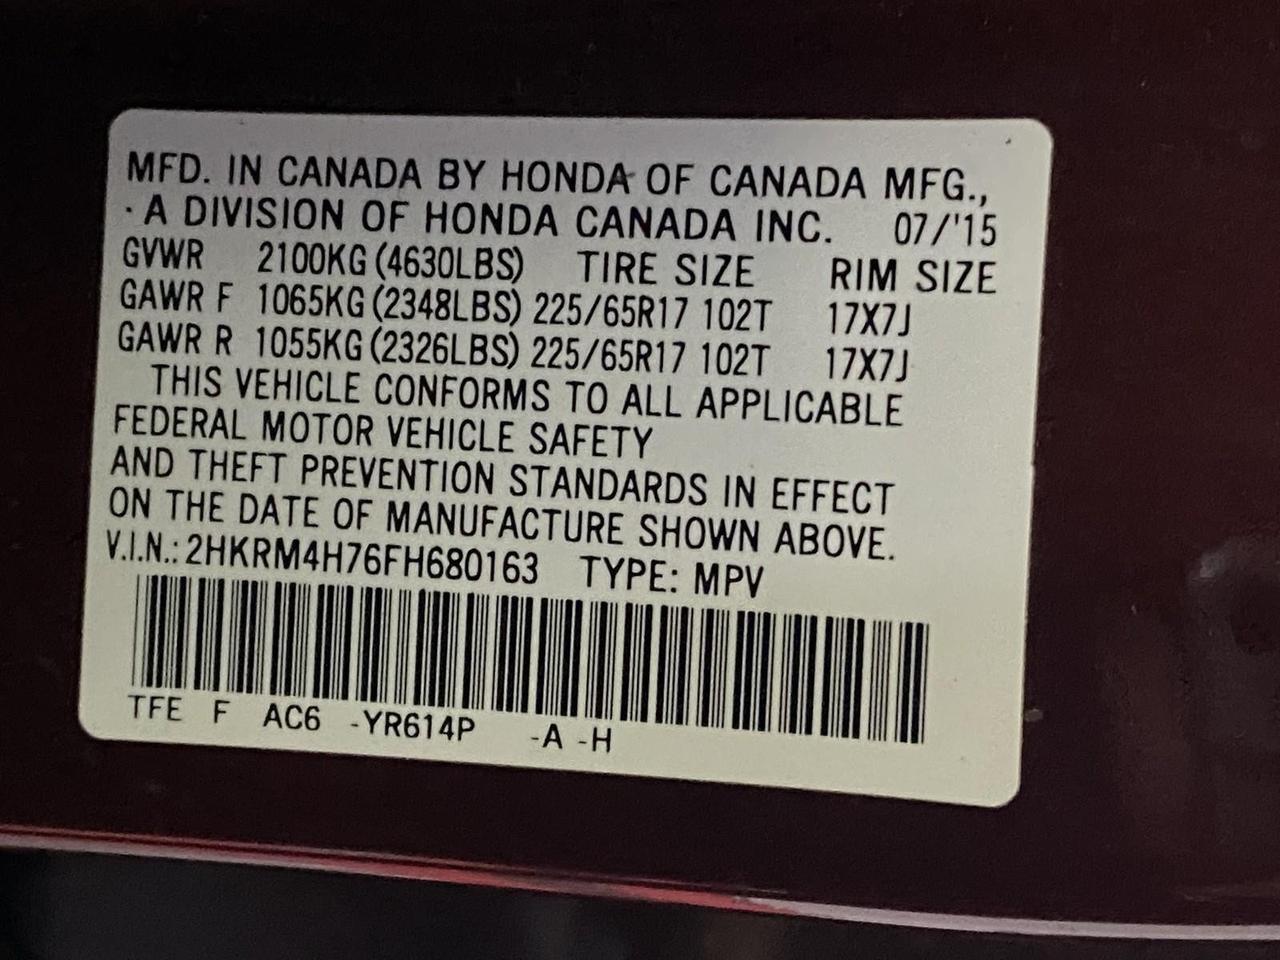 MFD. IN CANADA BY HONDA OF CANADA MFG.,
· A DIVISION OF HONDA CANADA INC. 07/'15
GVWR 2100KG (4630LBS) TIRE SIZE RIM SIZE
GAWR F 1065KG (2348LBS) 225/65R17 102T 17X7J
GAWR R 1055KG (2326LBS) 225/65R17 102T 17X7J
THIS VEHICLE CONFORMS TO ALL APPLICABLE
FEDERAL MOTOR VEHICLE SAFETY
AND THEFT PREVENTION STANDARDS IN EFFECT
ON THE DATE OF MANUFACTURE SHOWN ABOVE.
V.I.N.: 2HKRM4H76FH680163 TYPE: MPV
TFE F AC6 -YR614P -A -H